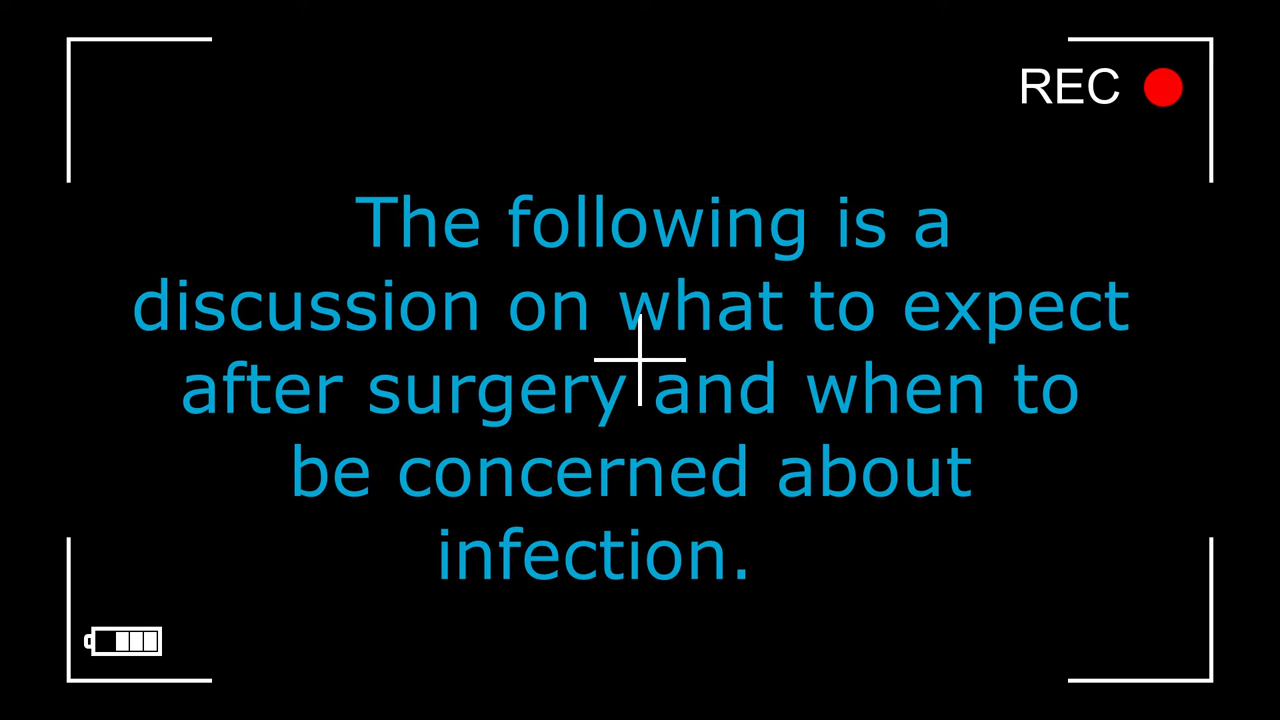 REC
The following is a
discussion on what to expect
after surgery and when to
be concerned about
infection.